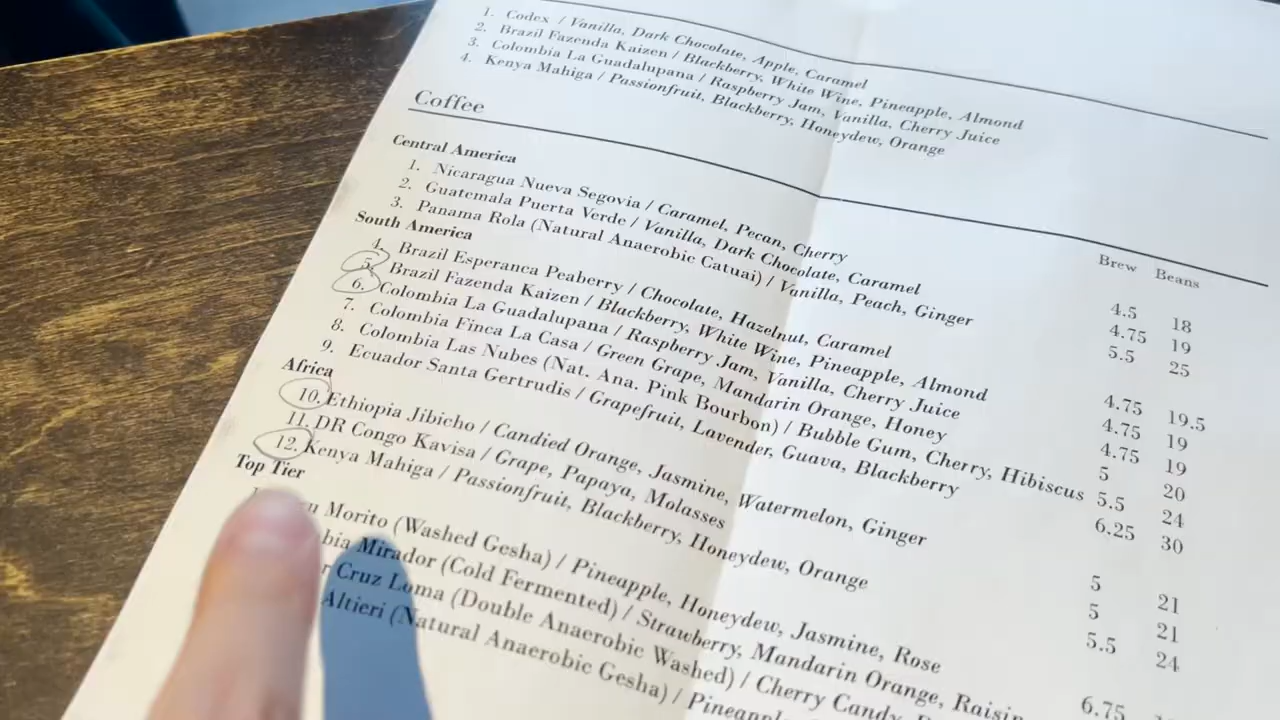 1. Codex / Vanilla, Dark Chocolate, Apple, Caramel
2. Brazil Fazenda Kaizen / Blackberry, White Wine, Pineapple, Almond
3. Colombia La Guadalupana / Raspberry Jam, Vanilla, Cherry Juice
4. Kenya Mahiga / Passionfruit, Blackberry, Honeydew, Orange
Coffee
Brew Beans
Central America
1. Nicaragua Nueva Segovia / Caramel, Pecan, Cherry 4.5 18
2. Guatemala Puerta Verde / Vanilla, Dark Chocolate, Caramel 4.75 19
3. Panama Rola (Natural Anaerobic Catuai) / Vanilla, Peach, Ginger 5.5 25
South America
4. Brazil Esperanca Peaberry / Chocolate, Hazelnut, Caramel 4.75 19.5
5. Brazil Fazenda Kaizen / Blackberry, White Wine, Pineapple, Almond 4.75 19
6. Colombia La Guadalupana / Raspberry Jam, Vanilla, Cherry Juice 4.75 19
7. Colombia Finca La Casa / Green Grape, Mandarin Orange, Honey 5 20
8. Colombia Las Nubes (Nat. Ana. Pink Bourbon) / Bubble Gum, Cherry, Hibiscus 5.5 24
9. Ecuador Santa Gertrudis / Grapefruit, Lavender, Guava, Blackberry 6.25 30
Africa
10. Ethiopia Jibicho / Candied Orange, Jasmine, Watermelon, Ginger 5 21
11. DR Congo Kavisa / Grape, Papaya, Molasses 5 21
12. Kenya Mahiga / Passionfruit, Blackberry, Honeydew, Orange 5.5 24
Top Tier
Morito (Washed Gesha) / Pineapple, Honeydew, Jasmine, Rose 6.75
Mirador (Cold Fermented) / Strawberry, Mandarin Orange, Raisin
Cruz Loma (Double Anaerobic Washed) / Cherry Candy,
Altieri (Natural Anaerobic Gesha) /